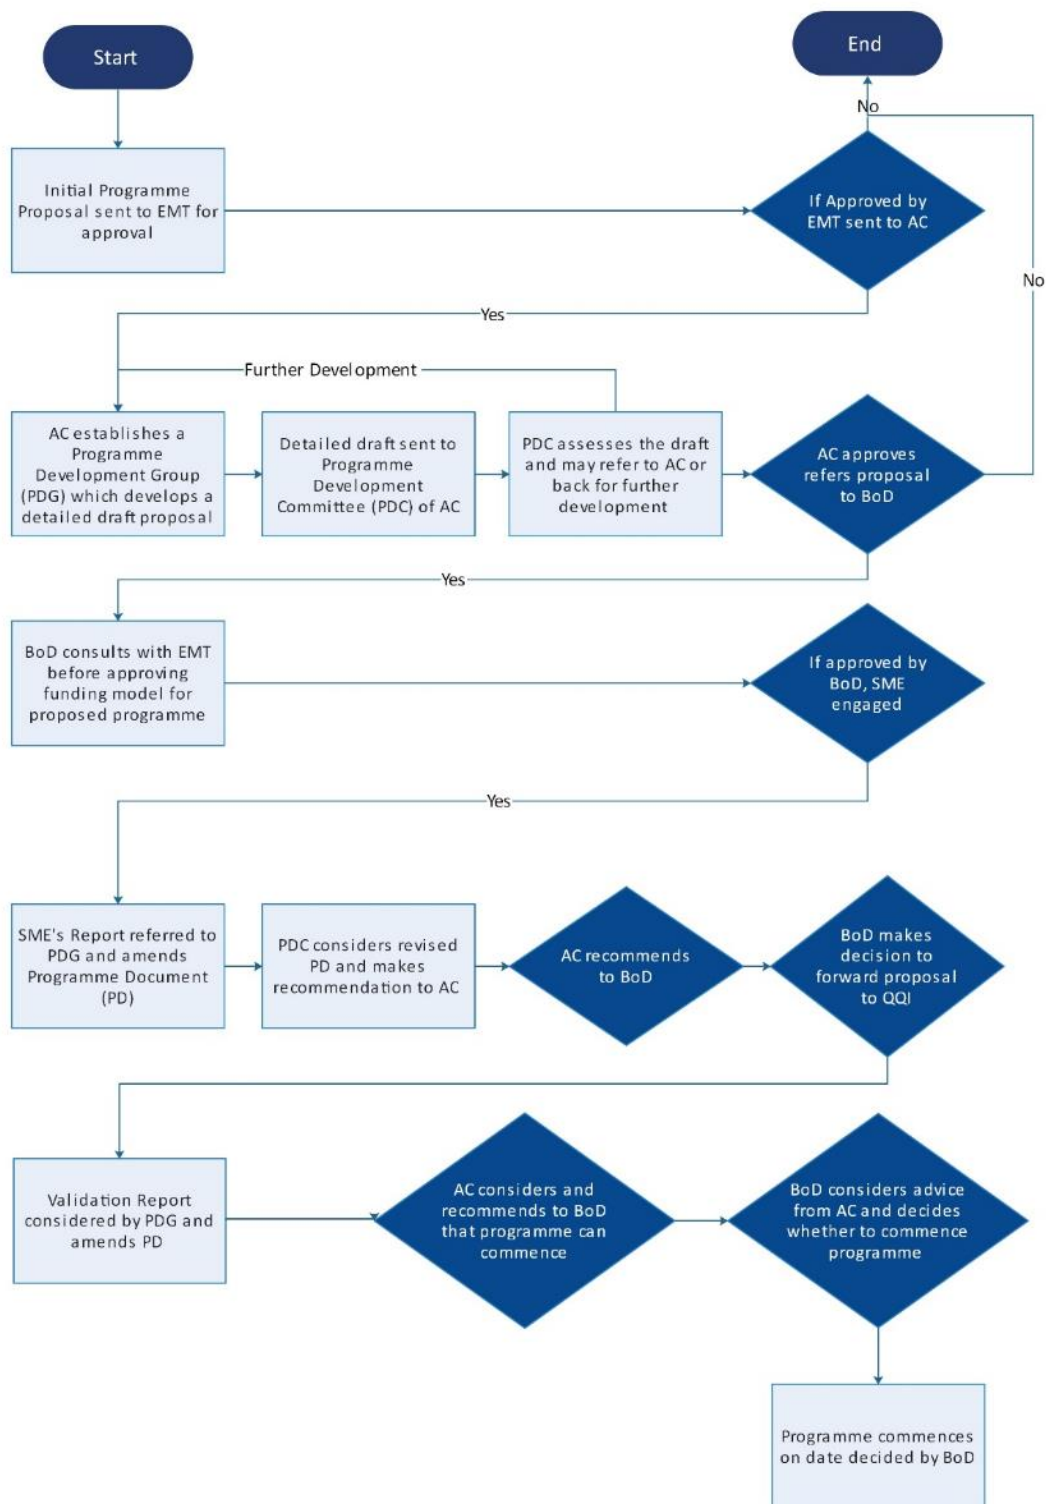 Start
End
No
Initial Programme
Proposal sent to EMT for
approval
If Approved by
EMT sent to AC
No
Yes
Further Development
AC establishes a
Programme
Development Group
(PDG) which develops a
detailed draft proposal
Detailed draft sent to
Programme
Development
Committee (PDC) of AC
PDC assesses the draft
and may refer to AC or
back for further
development
AC approves
refers proposal
to BoD
Yes
BoD consults with EMT
before approving
funding model for
proposed programme
If approved by
BoD, SME
engaged
Yes
SME's Report referred to
PDG and amends
Programme Document
(PD)
PDC considers revised
PD and makes
recommendation to AC
AC recommends
to BoD
BoD makes
decision to
forward proposal
to QQI
Validation Report
considered by PDG and
amends PD
AC considers and
recommends to BoD
that programme can
commence
BoD considers advice
from AC and decides
whether to commence
programme
Programme commences
on date decided by BoD